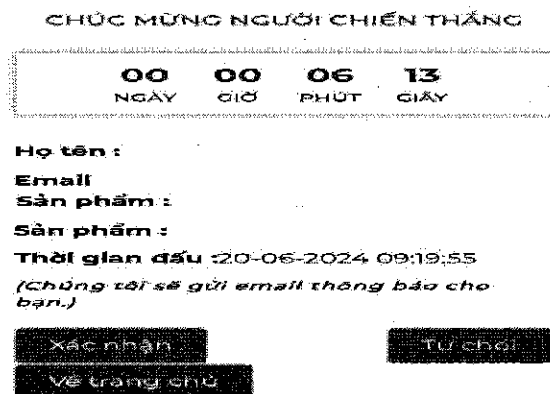 CHÚC MỪNG NGƯỜI CHIẾN THẮNG
00 00 06 13
NGÀY GIỜ PHÚT GIÂY
Họ tên :
Email
Sản phẩm :
Sản phẩm :
Thời gian đấu :20-06-2024 09:19:55
(Chúng tôi sẽ gửi email thông báo cho
bạn.)
Xác nhận Từ chối
Về trang chủ